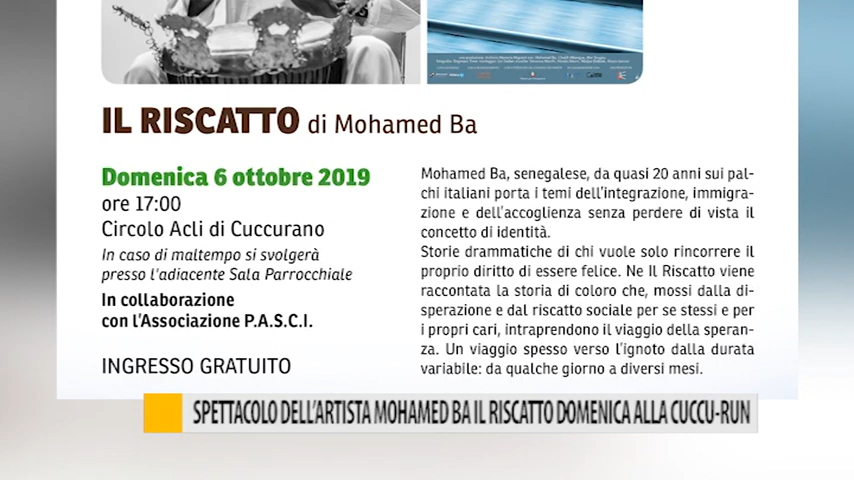 IL RISCATTO di Mohamed Ba
Domenica 6 ottobre 2019
ore 17:00
Circolo Acli di Cuccurano
In caso di maltempo si svolgerà
presso l'adiacente Sala Parrocchiale
In collaborazione
con l'Associazione P.A.S.C.I.
INGRESSO GRATUITO
Mohamed Ba, senegalese, da quasi 20 anni sui pal-
chi italiani porta i temi dell'integrazione, immigra-
zione e dell'accoglienza senza perdere di vista il
concetto di identità.
Storie drammatiche di chi vuole solo rincorrere il
proprio diritto di essere felice. Ne Il Riscatto viene
raccontata la storia di coloro che, mossi dalla di-
sperazione e dal riscatto sociale per se stessi e per
i propri cari, intraprendono il viaggio della speran-
za. Un viaggio spesso verso l'ignoto dalla durata
variabile: da qualche giorno a diversi mesi.
SPETTACOLO DELL'ARTISTA MOHAMED BA IL RISCATTO DOMENICA ALLA CUCCU-RUN